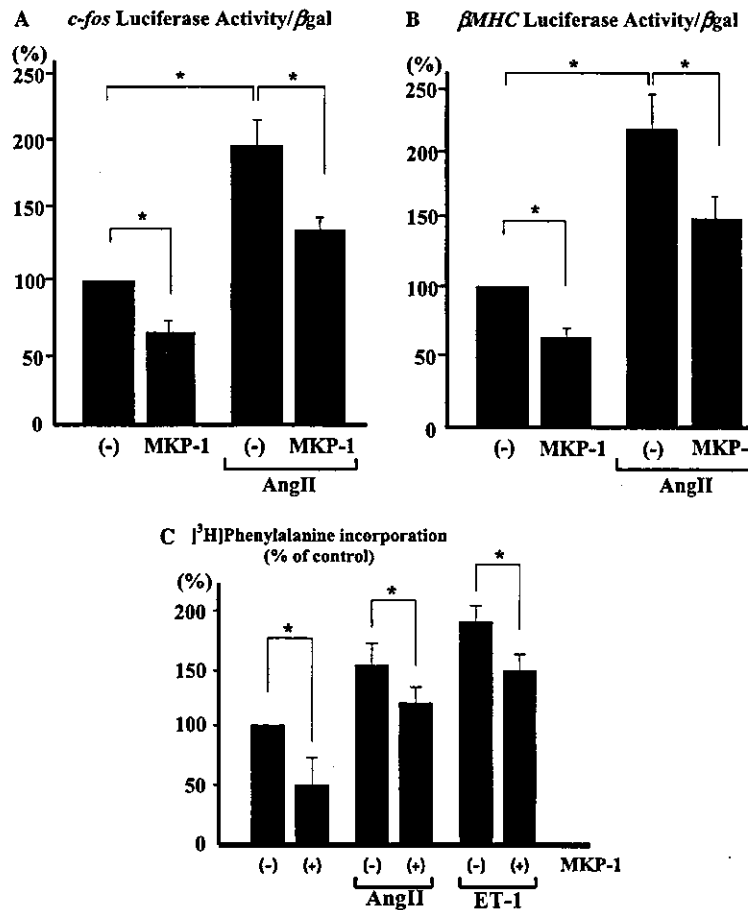 A c-fos Luciferase Activity/βgal
(%)
250
200
150
100
50
0
* * *
(-) MKP-1 (-) MKP-1
AngII
B βMHC Luciferase Activity/βgal
(%)
250
200
150
100
50
0
* * *
(-) MKP-1 (-) MKP-
AngII
C [³H]Phenylalanine incorporation
(% of control)
(%)
200
150
100
50
0
* * *
(-) (+) (-) (+) (-) (+) MKP-1
AngII ET-1